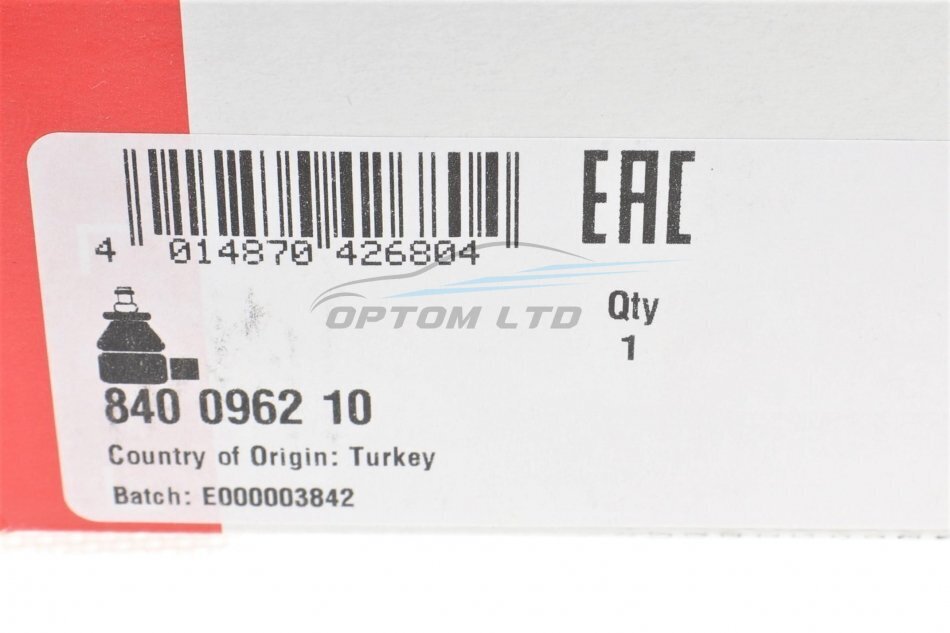 EAC
4 014870 426804
OPTOM LTD
Qty
1
840 0962 10
Country of Origin: Turkey
Batch: E000003842